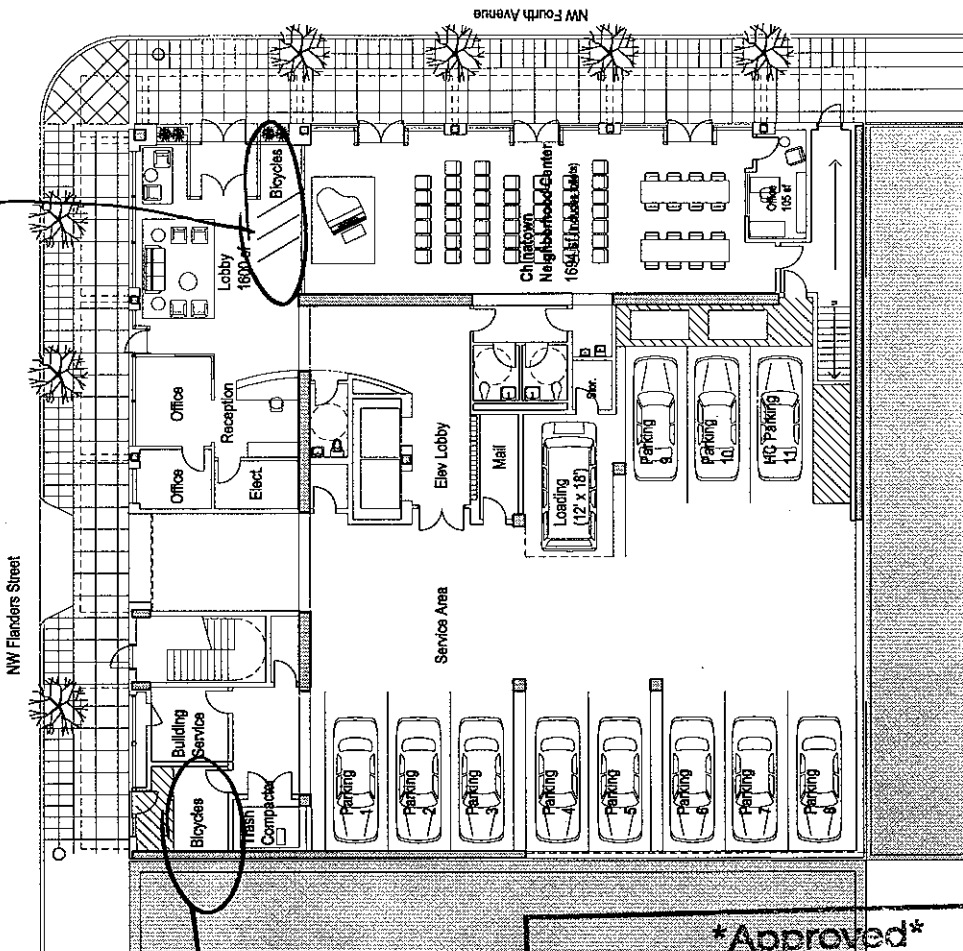 NW Fourth Avenue
NW Flanders Street
Bicycles
Lobby
1600 sf
Chinatown
Neighborhood Center
Office
105 sf
Office
Reception
Office
Elect.
Elev Lobby
Mail
Stor.
Loading
(12' x 18')
Parking
9
Parking
10
HC Parking
11
Service Area
Building
Service
Bicycles
Trash
Compactor
Parking
1
Parking
2
Parking
3
Parking
4
Parking
5
Parking
6
Parking
7
Parking
8
*Approved*